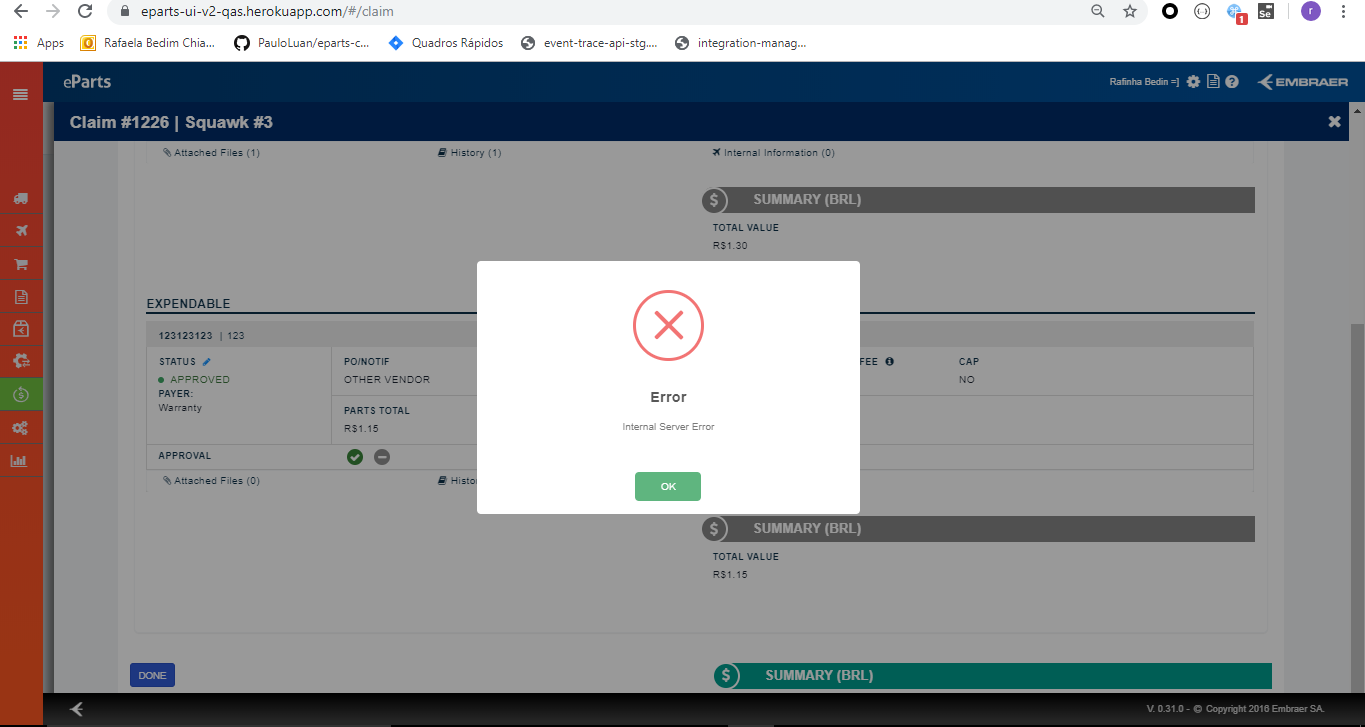 eparts-ui-v2-qas.herokuapp.com/#/claim
1
Se
r
Apps
Rafaela Bedim Chia...
PauloLuan/eparts-c...
Quadros Rápidos
event-trace-api-stg....
integration-manag...
eParts
Rafinha Bedin =]
EMBRAER
Claim #1226 | Squawk #3
Attached Files (1)
History (1)
Internal Information (0)
$ SUMMARY (BRL)
TOTAL VALUE
R$1.30
EXPENDABLE
123123123 | 123
STATUS
APPROVED
PAYER:
Warranty
PO/NOTIF
OTHER VENDOR
PARTS TOTAL
R$1.15
FEE
CAP
NO
APPROVAL
Attached Files (0)
Histo
Error
Internal Server Error
OK
$ SUMMARY (BRL)
TOTAL VALUE
R$1.15
DONE
$ SUMMARY (BRL)
V. 0.31.0 - © Copyright 2016 Embraer SA.